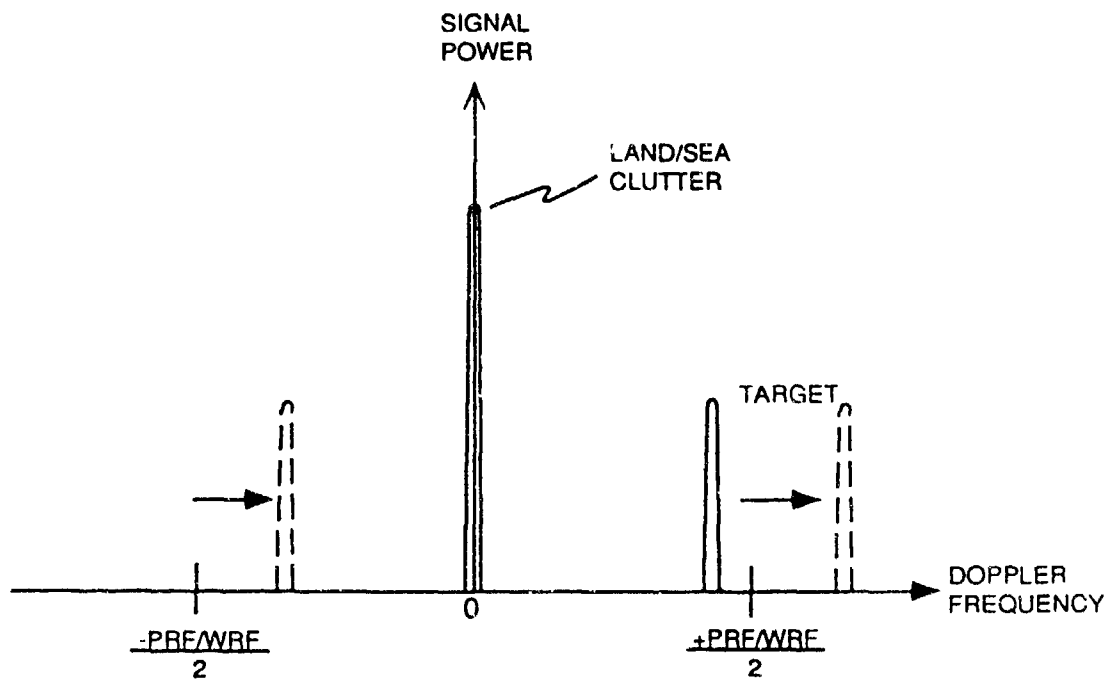 SIGNAL
POWER
LAND/SEA
CLUTTER
TARGET
DOPPLER
FREQUENCY
0
-PRF/WRF
2
+PRF/WRF
2